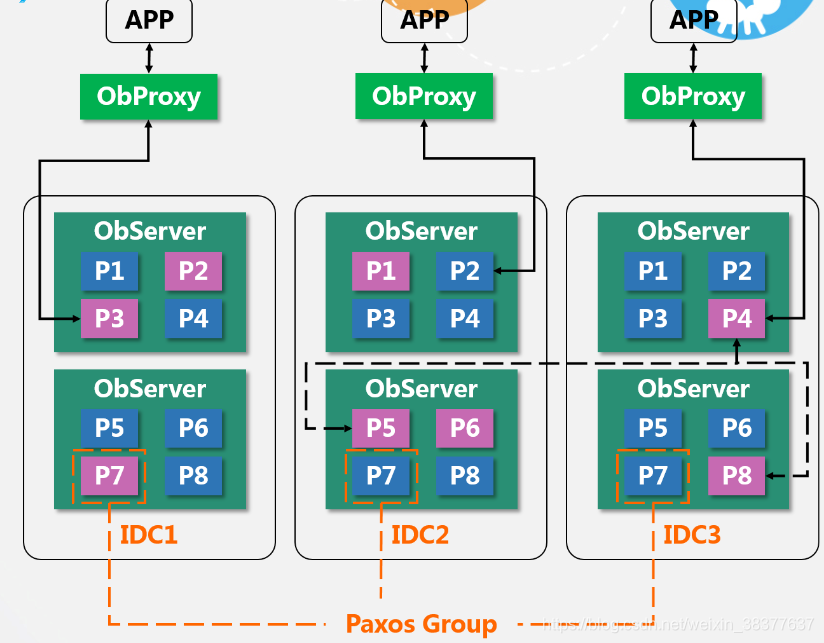 APP APP APP
ObProxy ObProxy ObProxy
ObServer ObServer ObServer
P1 P2 P1 P2 P1 P2
P3 P4 P3 P4 P3 P4
ObServer ObServer ObServer
P5 P6 P5 P6 P5 P6
P7 P8 P7 P8 P7 P8
IDC1 IDC2 IDC3
Paxos Group
https://blog.csdn.net/weixin_38377637